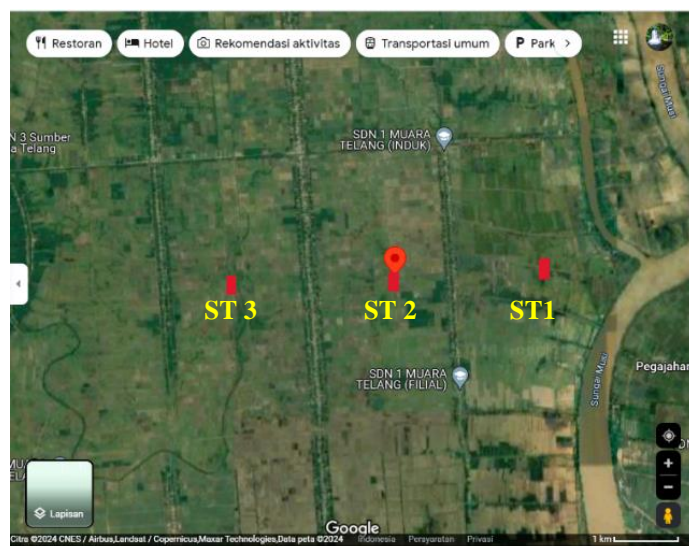 Restoran
Hotel
Rekomendasi aktivitas
Transportasi umum
P Park
Sungai Musi
N 3 Sumber
a Telang
SDN 1 MUARA
TELANG (INDUK)
ST 3
ST 2
ST1
SDN 1 MUARA
TELANG (FILIAL)
Sungai Musi
Pegajahan
Lapisan
Google
Citra ©2024 CNES / Airbus,Landsat / Copernicus,Maxar Technologies,Data peta ©2024
Indonesia
Persyaratan
Privasi
1 km